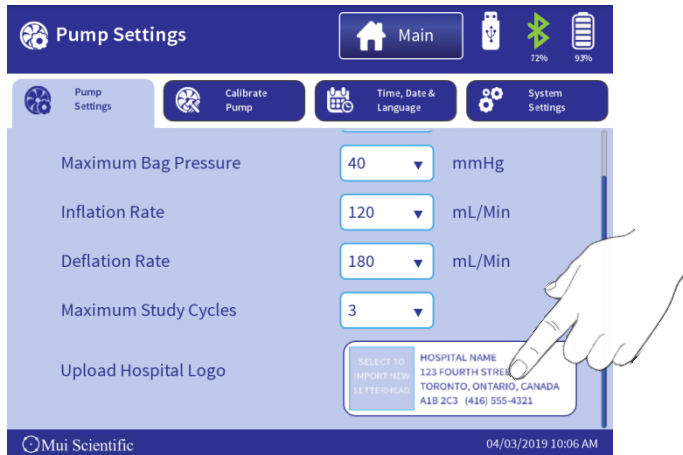 Pump Settings
Main
72%
93%
Pump
Settings
Calibrate
Pump
Time, Date &
Language
System
Settings
Maximum Bag Pressure
40
mmHg
Inflation Rate
120
mL/Min
Deflation Rate
180
mL/Min
Maximum Study Cycles
3
Upload Hospital Logo
SELECT TO
IMPORT NEW
LETTERHEAD
HOSPITAL NAME
123 FOURTH STREE
TORONTO, ONTARIO, CANADA
A1B 2C3 (416) 555-4321
Mui Scientific
04/03/2019 10:06 AM